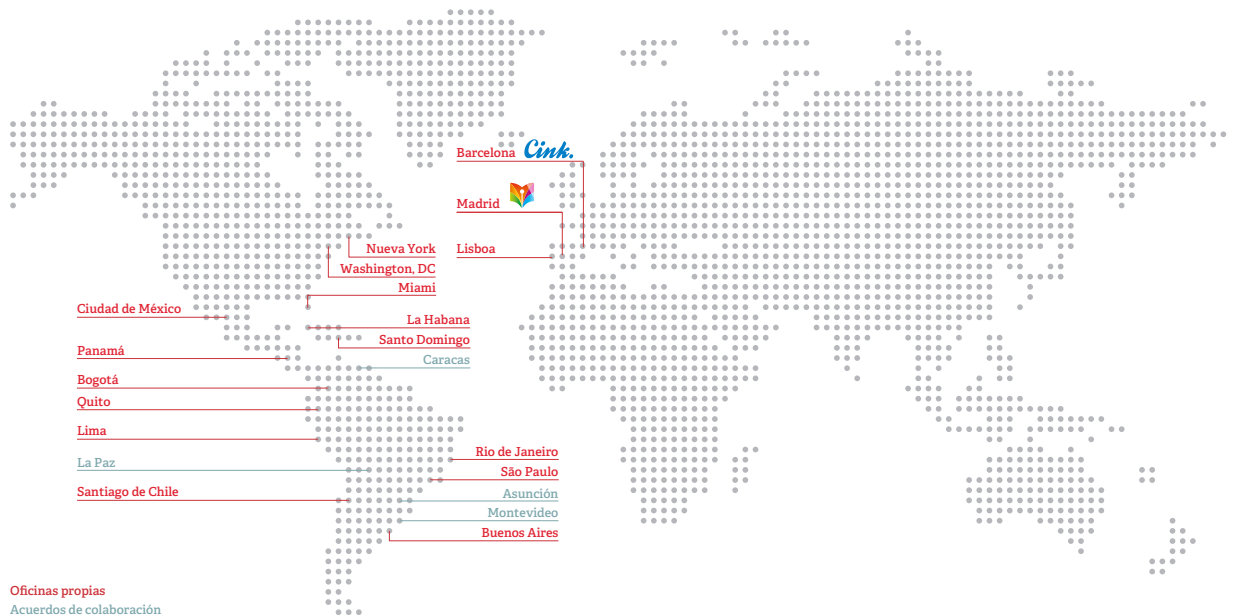 Barcelona Cink.
Madrid
Lisboa
Nueva York
Washington, DC
Miami
Ciudad de México
La Habana
Santo Domingo
Caracas
Panamá
Bogotá
Quito
Lima
La Paz
Santiago de Chile
Rio de Janeiro
São Paulo
Asunción
Montevideo
Buenos Aires
Oficinas propias
Acuerdos de colaboración